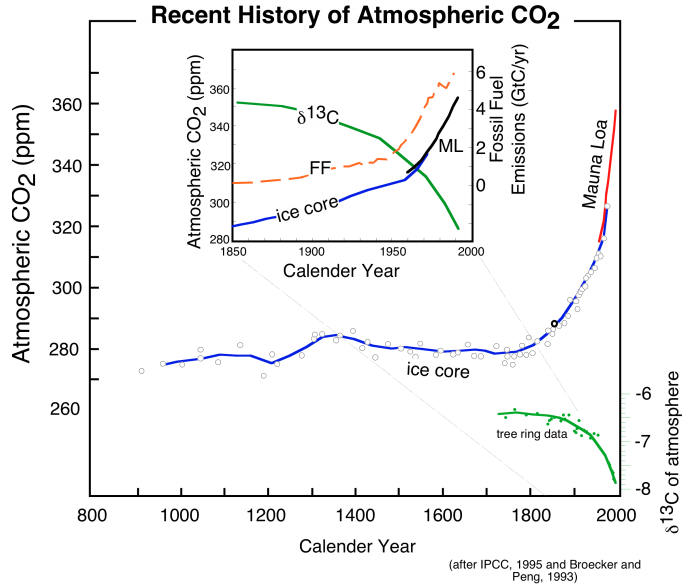 Recent History of Atmospheric CO2
Atmospheric CO2 (ppm)
360
340
320
300
280
260
800
1000
1200
1400
1600
1800
2000
Calender Year
Atmospheric CO2 (ppm)
360
340
320
300
280
1850
1900
1950
2000
Calender Year
6
4
2
0
Fossil Fuel
Emissions (GtC/yr)
δ13C
FF
ML
ice core
Mauna Loa
ice core
tree ring data
-6
-7
-8
δ13C of atmosphere
(after IPCC, 1995 and Broecker and
Peng, 1993)